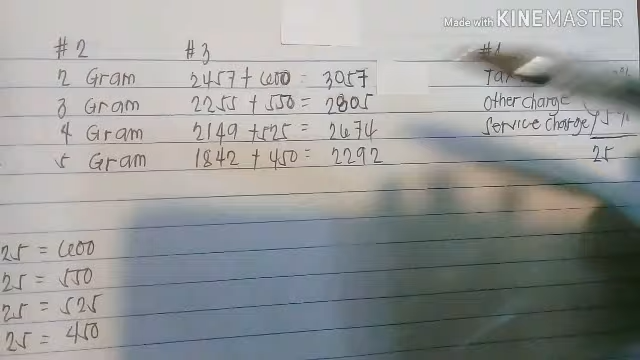 Made with KINEMASTER
#2 #3 #1
2 Gram 2457 + 600 = 3057
3 Gram 2255 + 550 = 2805
4 Gram 2149 + 525 = 2674
5 Gram 1842 + 450 = 2292
Other charge
Service charge
25
25 = 600
25 = 550
25 = 525
25 = 450